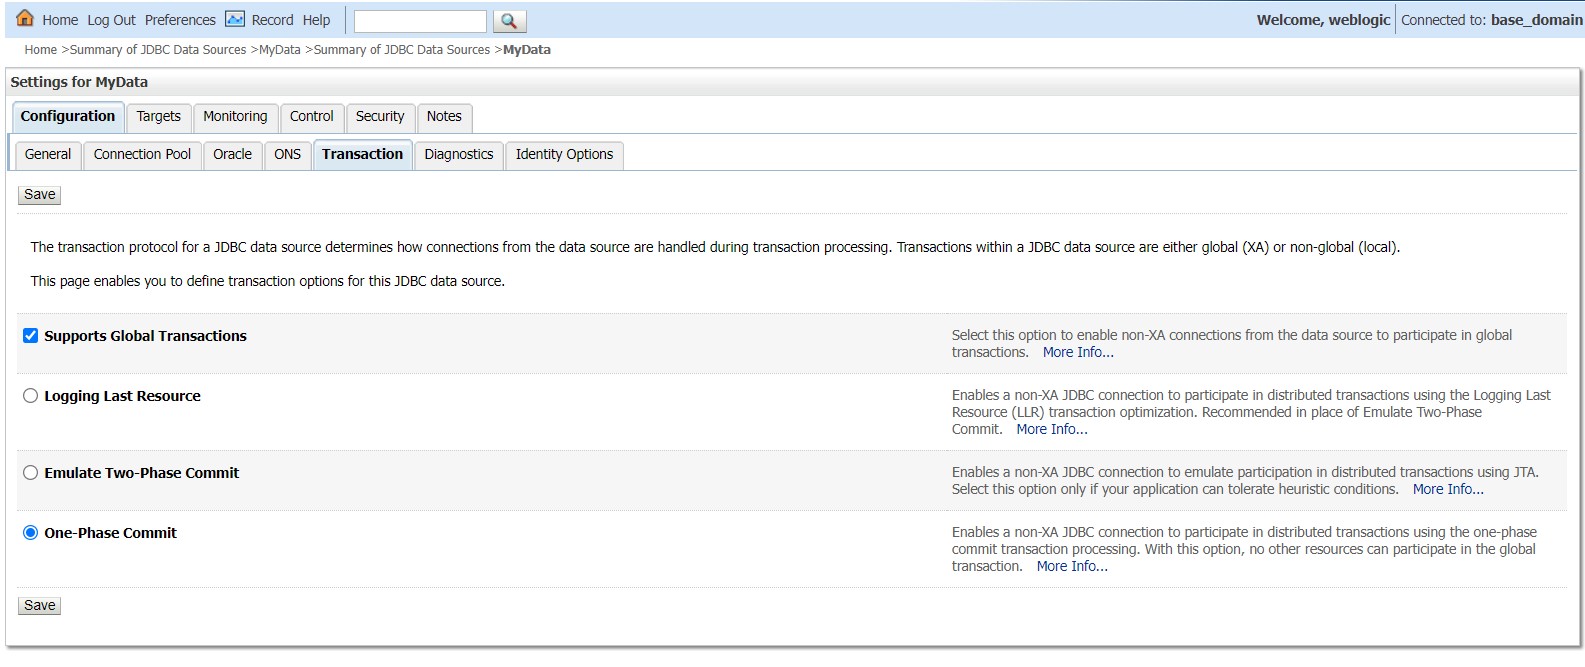 Home Log Out Preferences Record Help
Welcome, weblogic Connected to: base_domain
Home >Summary of JDBC Data Sources >MyData >Summary of JDBC Data Sources >MyData
Settings for MyData
Configuration Targets Monitoring Control Security Notes
General Connection Pool Oracle ONS Transaction Diagnostics Identity Options
Save
The transaction protocol for a JDBC data source determines how connections from the data source are handled during transaction processing. Transactions within a JDBC data source are either global (XA) or non-global (local).
This page enables you to define transaction options for this JDBC data source.
Supports Global Transactions
Select this option to enable non-XA connections from the data source to participate in global
transactions. More Info...
Logging Last Resource
Enables a non-XA JDBC connection to participate in distributed transactions using the Logging Last
Resource (LLR) transaction optimization. Recommended in place of Emulate Two-Phase
Commit. More Info...
Emulate Two-Phase Commit
Enables a non-XA JDBC connection to emulate participation in distributed transactions using JTA.
Select this option only if your application can tolerate heuristic conditions. More Info...
One-Phase Commit
Enables a non-XA JDBC connection to participate in distributed transactions using the one-phase
commit transaction processing. With this option, no other resources can participate in the global
transaction. More Info...
Save